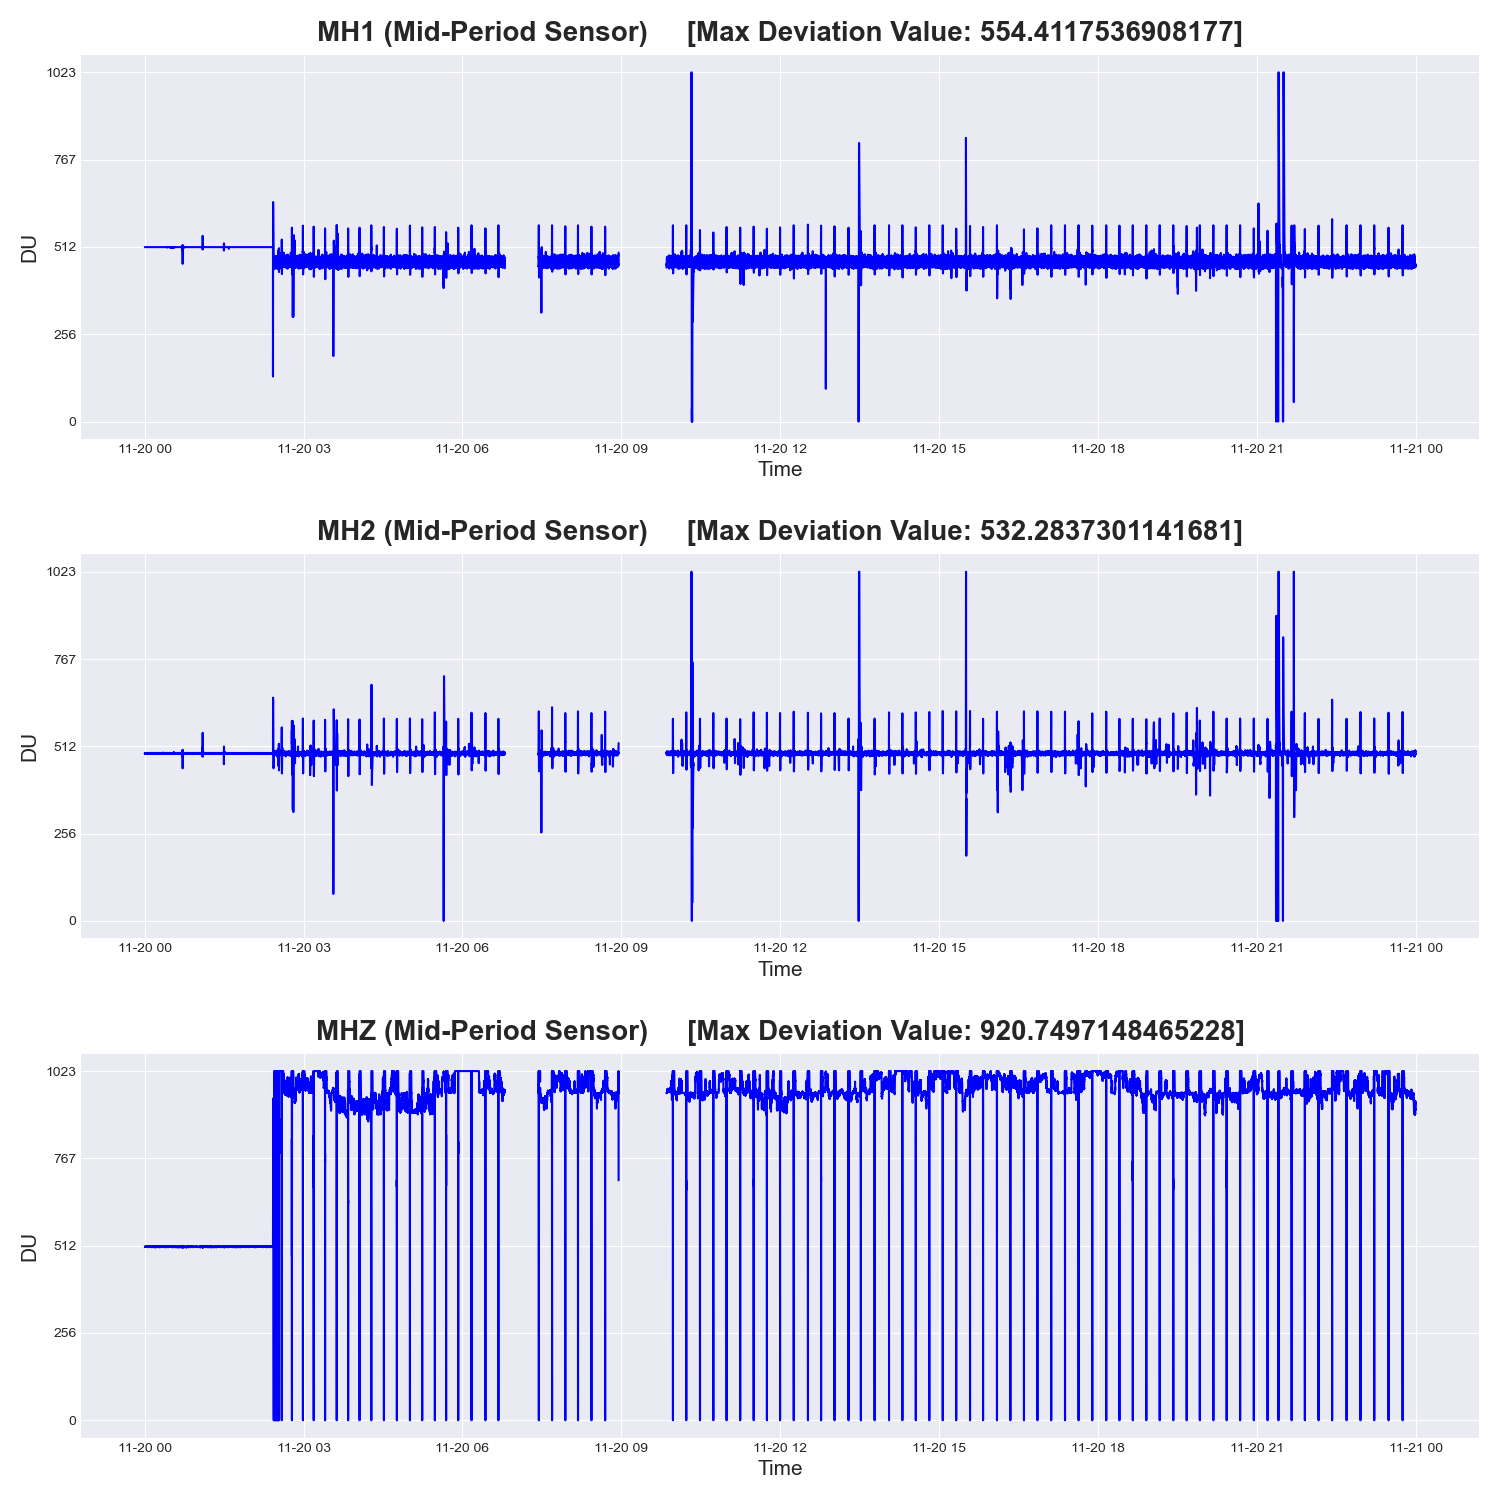 MH1 (Mid-Period Sensor) [Max Deviation Value: 554.4117536908177]
1023
767
512
256
0
DU
11-20 00 11-20 03 11-20 06 11-20 09 11-20 12 11-20 15 11-20 18 11-20 21 11-21 00
Time
MH2 (Mid-Period Sensor) [Max Deviation Value: 532.2837301141681]
1023
767
512
256
0
DU
11-20 00 11-20 03 11-20 06 11-20 09 11-20 12 11-20 15 11-20 18 11-20 21 11-21 00
Time
MHZ (Mid-Period Sensor) [Max Deviation Value: 920.7497148465228]
1023
767
512
256
0
DU
11-20 00 11-20 03 11-20 06 11-20 09 11-20 12 11-20 15 11-20 18 11-20 21 11-21 00
Time